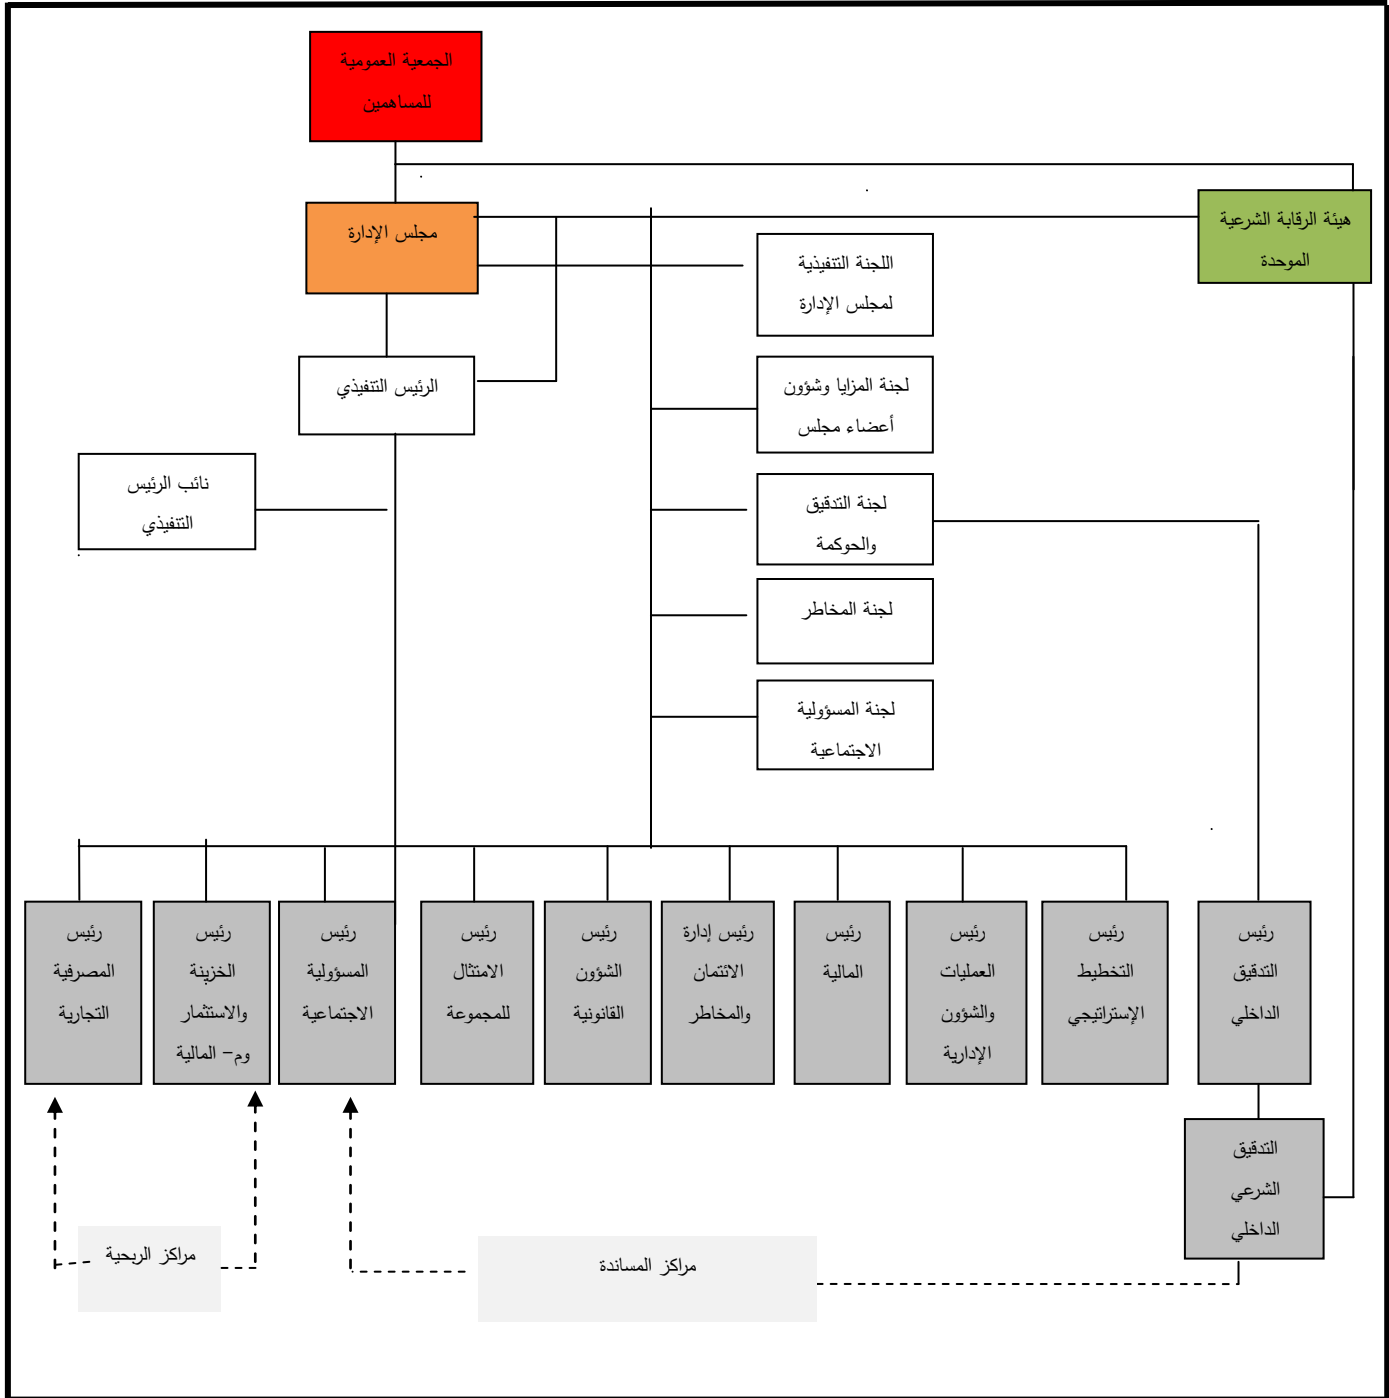 الجمعية العمومية
للمساهمين
هيئة الرقابة الشرعية
الموحدة
مجلس الإدارة
اللجنة التنفيذية
لمجلس الإدارة
الرئيس التنفيذي
لجنة المزايا وشؤون
أعضاء مجلس
نائب الرئيس
التنفيذي
لجنة التدقيق
والحوكمة
لجنة المخاطر
لجنة المسؤولية
الاجتماعية
رئيس
التدقيق
الداخلي
رئيس
التخطيط
الإستراتيجي
رئيس
العمليات
والشؤون
الإدارية
رئيس
المالية
رئيس إدارة
الائتمان
والمخاطر
رئيس
الشؤون
القانونية
رئيس
الامتثال
للمجموعة
رئيس
المسؤولية
الاجتماعية
رئيس
الخزينة
والاستثمار
وم– المالية
رئيس
المصرفية
التجارية
التدقيق
الشرعي
الداخلي
مراكز المساندة
مراكز الربحية